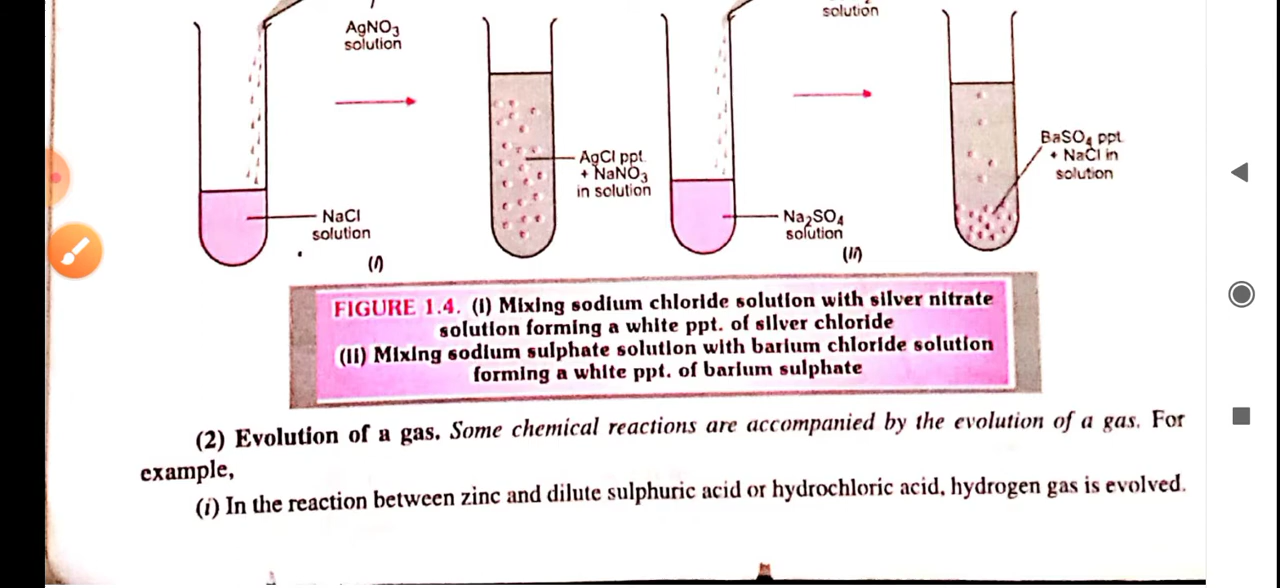 AgNO3
solution
solution
AgCl ppt.
+ NaNO3
in solution
BaSO4 ppt.
+ NaCl in
solution
NaCl
solution
Na2SO4
solution
(i)
(ii)
FIGURE 1.4. (i) Mixing sodium chloride solution with silver nitrate
solution forming a white ppt. of silver chloride
(ii) Mixing sodium sulphate solution with barium chloride solution
forming a white ppt. of barium sulphate
(2) Evolution of a gas. Some chemical reactions are accompanied by the evolution of a gas. For
example,
(i) In the reaction between zinc and dilute sulphuric acid or hydrochloric acid, hydrogen gas is evolved.